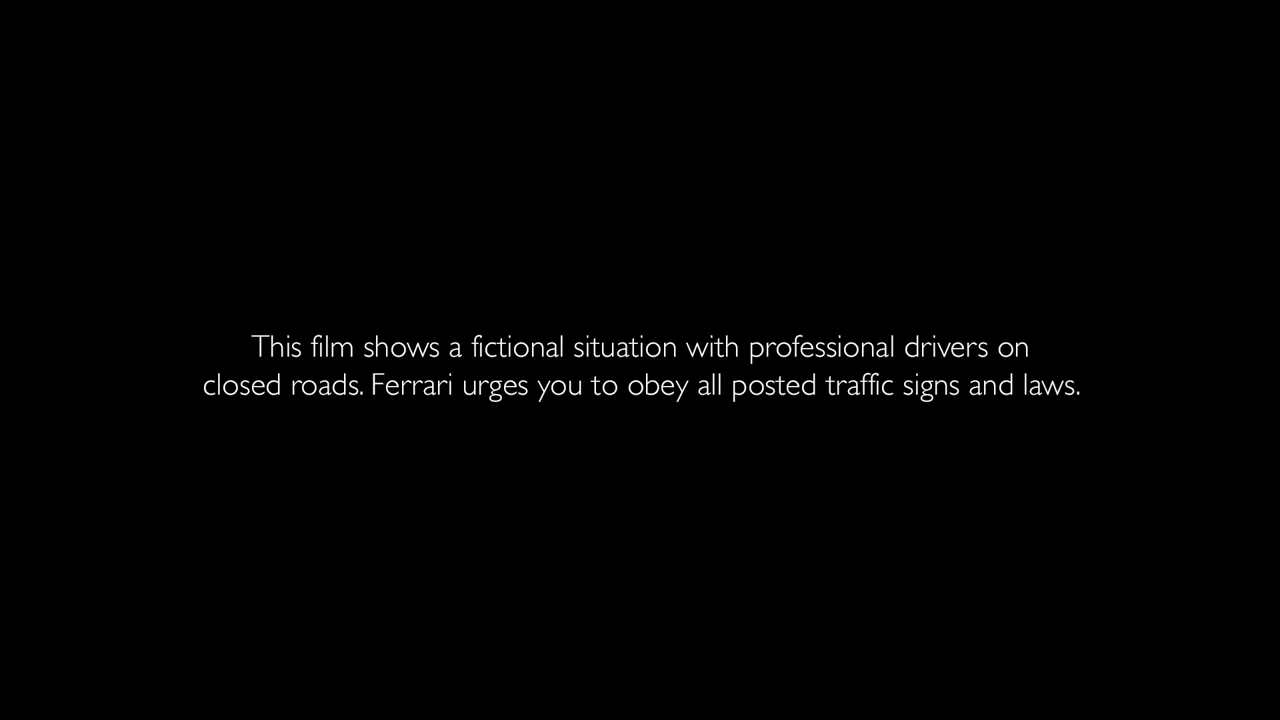 This film shows a fictional situation with professional drivers on
closed roads. Ferrari urges you to obey all posted traffic signs and laws.